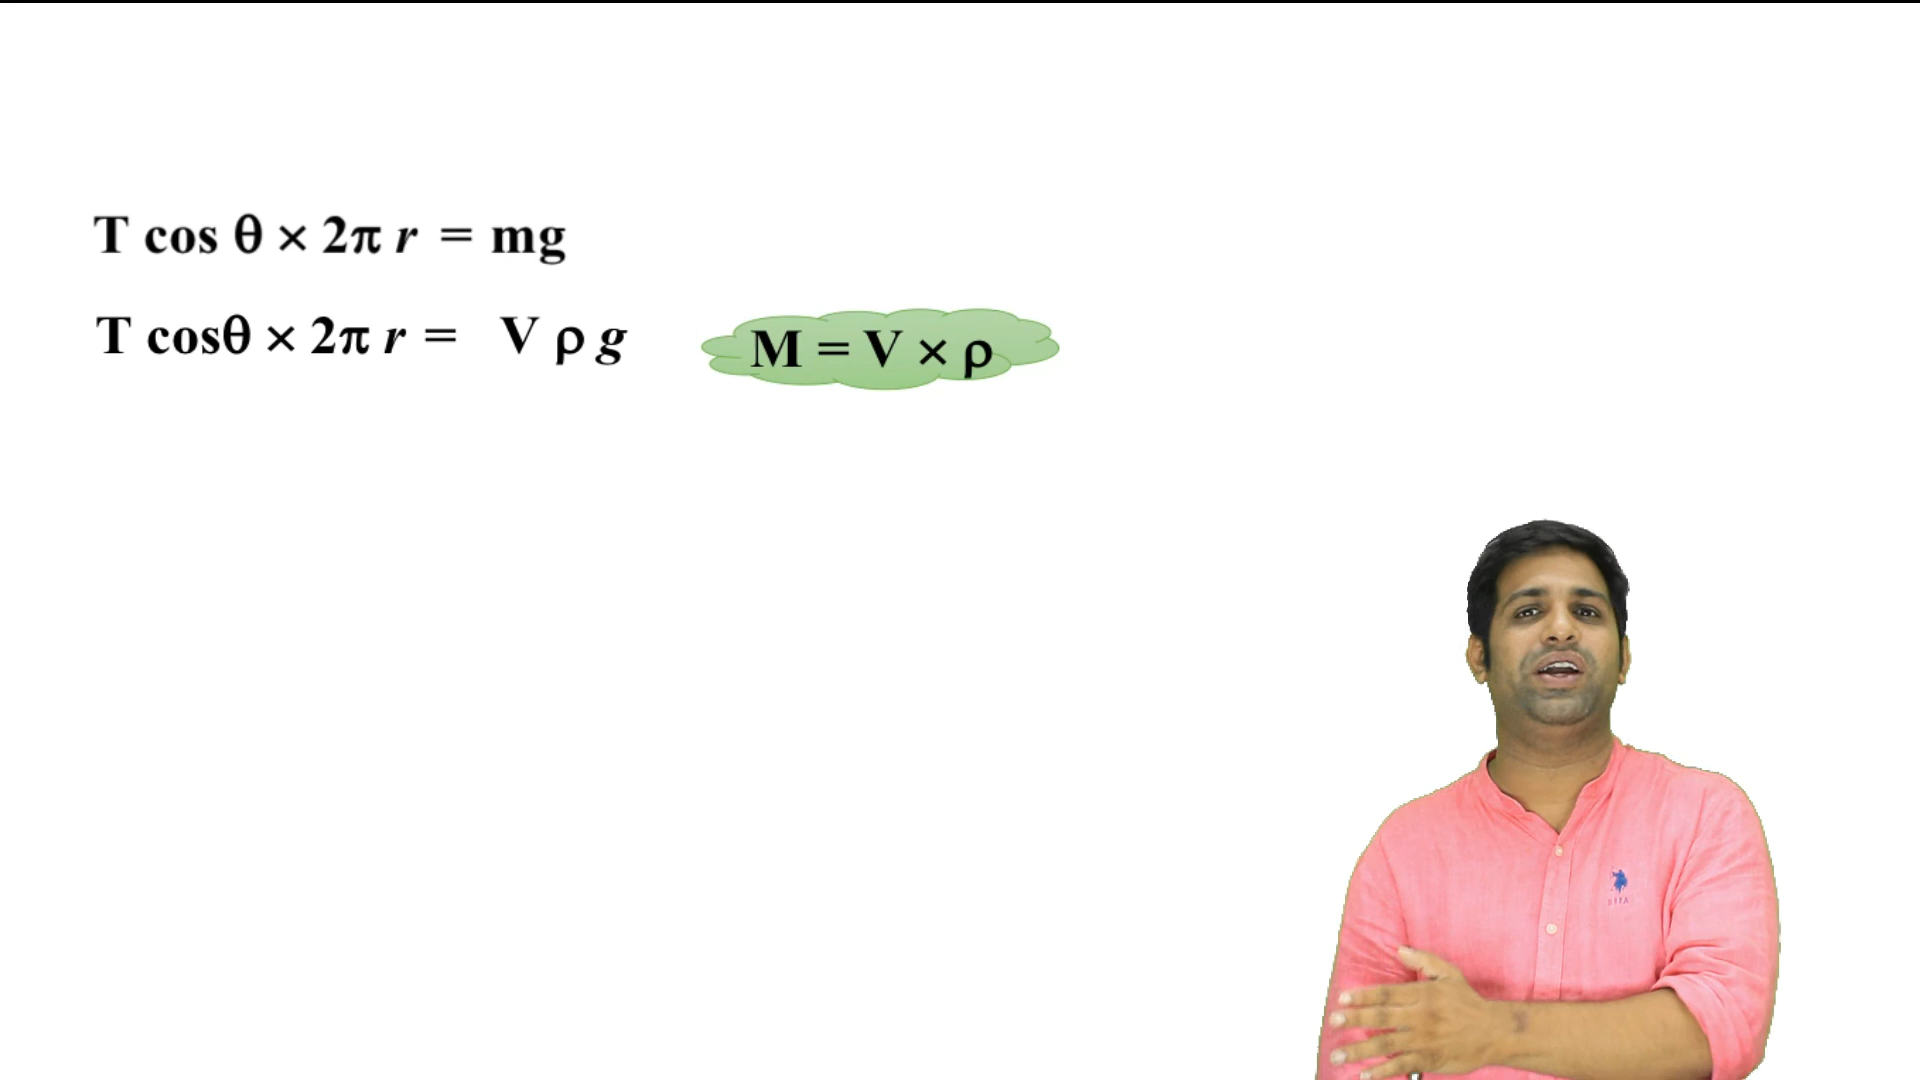 T cos θ × 2π r = mg
T cosθ × 2π r = V ρ g
M = V × ρ